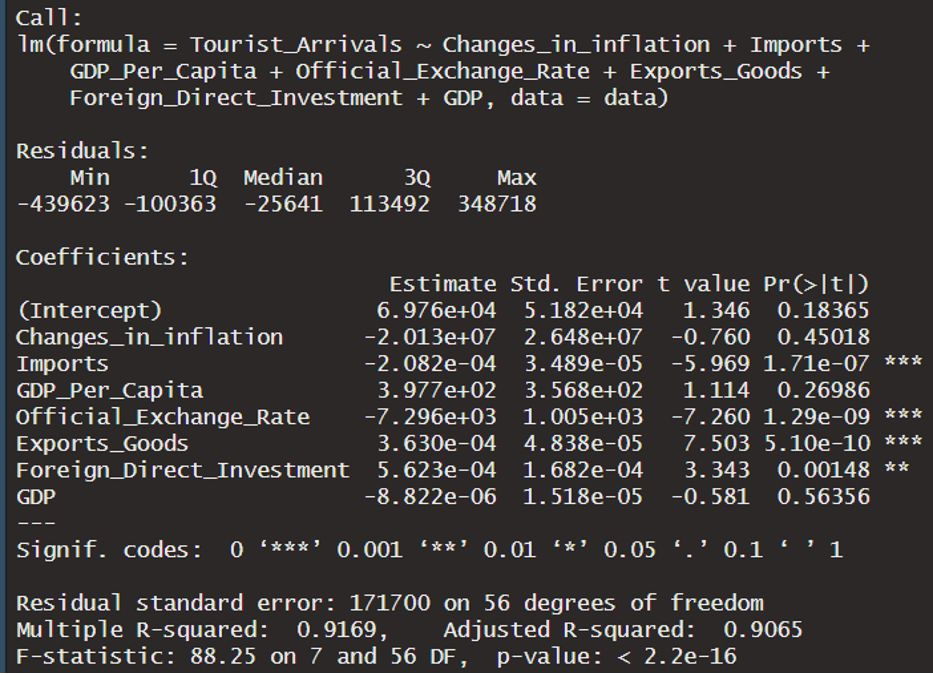 Call:
lm(formula = Tourist_Arrivals ~ Changes_in_inflation + Imports +
    GDP_Per_Capita + Official_Exchange_Rate + Exports_Goods +
    Foreign_Direct_Investment + GDP, data = data)

Residuals:
    Min      1Q  Median      3Q     Max
-439623 -100363  -25641  113492  348718

Coefficients:
                            Estimate Std. Error t value Pr(>|t|)
(Intercept)                6.976e+04  5.182e+04   1.346  0.18365
Changes_in_inflation      -2.013e+07  2.648e+07  -0.760  0.45018
Imports                   -2.082e-04  3.489e-05  -5.969 1.71e-07 ***
GDP_Per_Capita             3.977e+02  3.568e+02   1.114  0.26986
Official_Exchange_Rate    -7.296e+03  1.005e+03  -7.260 1.29e-09 ***
Exports_Goods              3.630e-04  4.838e-05   7.503 5.10e-10 ***
Foreign_Direct_Investment  5.623e-04  1.682e-04   3.343  0.00148 **
GDP                       -8.822e-06  1.518e-05  -0.581  0.56356
---
Signif. codes:  0 ‘***’ 0.001 ‘**’ 0.01 ‘*’ 0.05 ‘.’ 0.1 ‘ ’ 1

Residual standard error: 171700 on 56 degrees of freedom
Multiple R-squared:  0.9169,    Adjusted R-squared:  0.9065
F-statistic: 88.25 on 7 and 56 DF,  p-value: < 2.2e-16